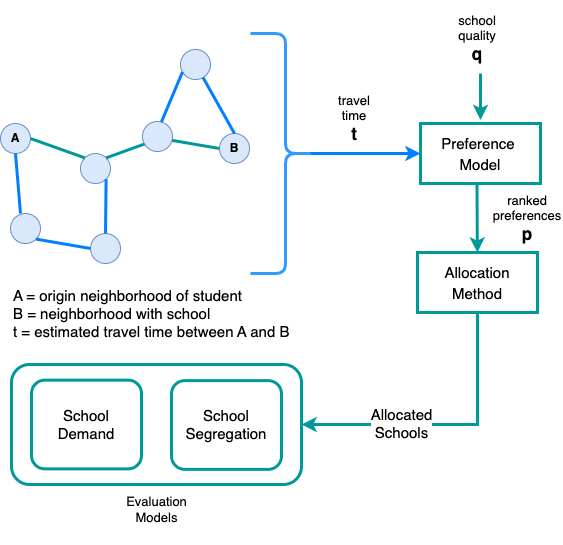 school
quality
q
travel
time
t
A
B
Preference
Model
ranked
preferences
p
Allocation
Method
A = origin neighborhood of student
B = neighborhood with school
t = estimated travel time between A and B
School
Demand
School
Segregation
Allocated
Schools
Evaluation
Models